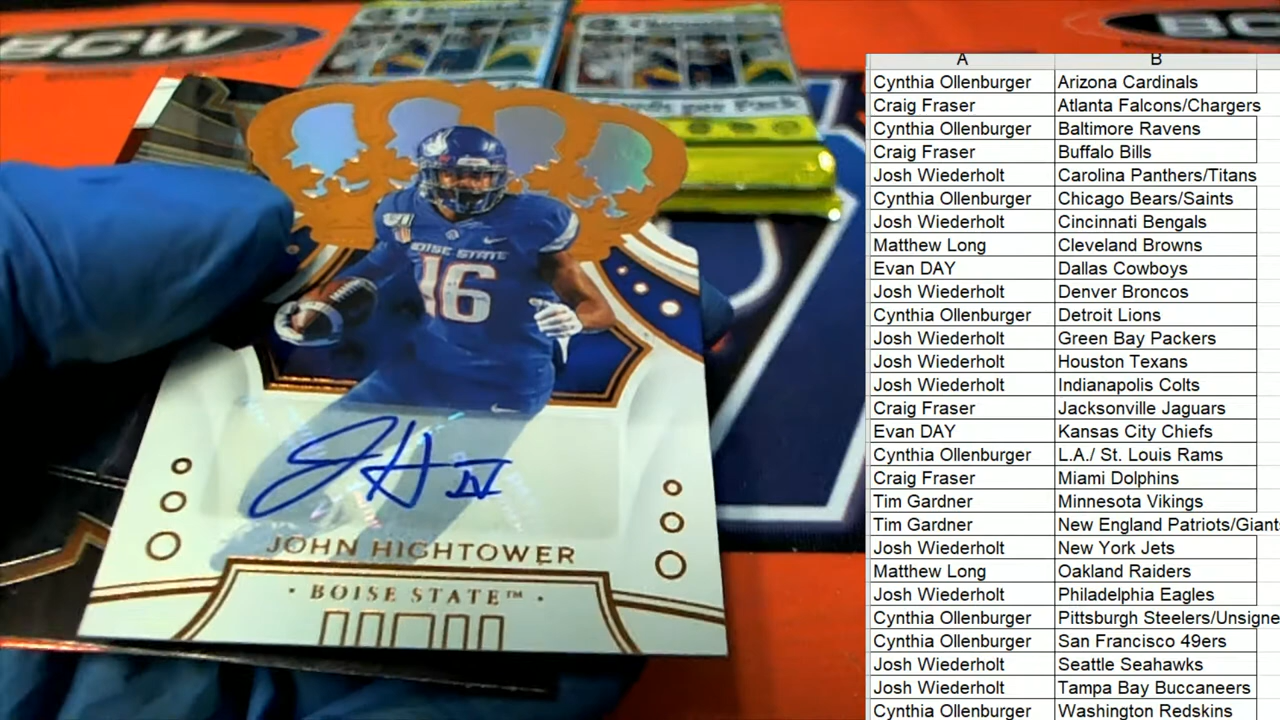 BCW
BCW
BOISE STATE
16
JH IV
JOHN HIGHTOWER
· BOISE STATE™ ·
A B
Cynthia Ollenburger Arizona Cardinals
Craig Fraser Atlanta Falcons/Chargers
Cynthia Ollenburger Baltimore Ravens
Craig Fraser Buffalo Bills
Josh Wiederholt Carolina Panthers/Titans
Cynthia Ollenburger Chicago Bears/Saints
Josh Wiederholt Cincinnati Bengals
Matthew Long Cleveland Browns
Evan DAY Dallas Cowboys
Josh Wiederholt Denver Broncos
Cynthia Ollenburger Detroit Lions
Josh Wiederholt Green Bay Packers
Josh Wiederholt Houston Texans
Josh Wiederholt Indianapolis Colts
Craig Fraser Jacksonville Jaguars
Evan DAY Kansas City Chiefs
Cynthia Ollenburger L.A./ St. Louis Rams
Craig Fraser Miami Dolphins
Tim Gardner Minnesota Vikings
Tim Gardner New England Patriots/Giant
Josh Wiederholt New York Jets
Matthew Long Oakland Raiders
Josh Wiederholt Philadelphia Eagles
Cynthia Ollenburger Pittsburgh Steelers/Unsigne
Cynthia Ollenburger San Francisco 49ers
Josh Wiederholt Seattle Seahawks
Josh Wiederholt Tampa Bay Buccaneers
Cynthia Ollenburger Washington Redskins